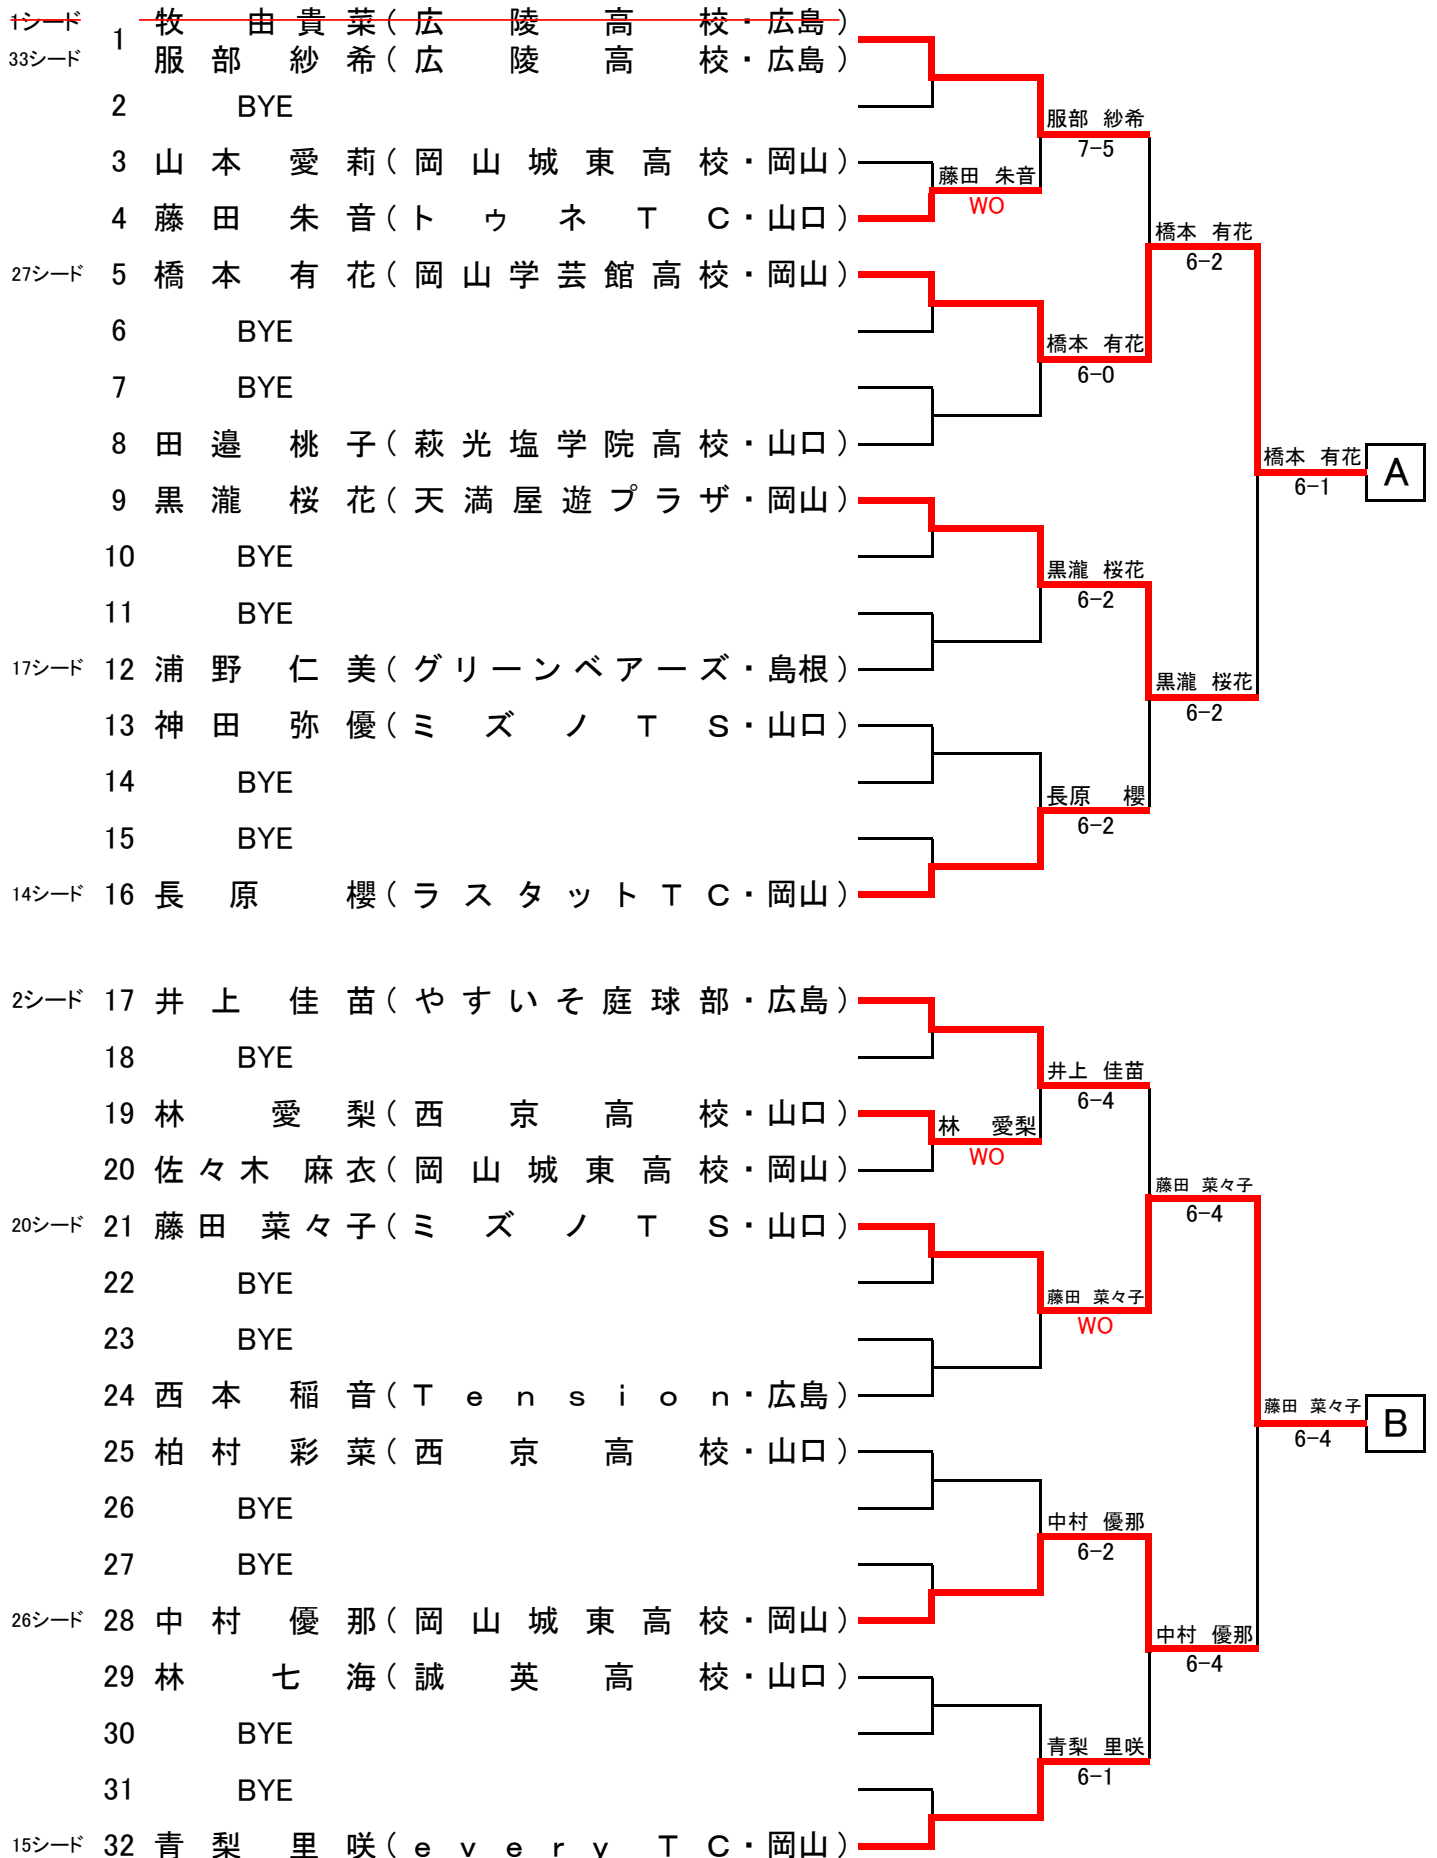 1シード 牧 由貴菜(広陵高校・広島)
1
33シード 服部 紗希(広陵高校・広島)
2 BYE
服部 紗希
7-5
3 山本 愛莉(岡山城東高校・岡山)
藤田 朱音
WO
4 藤田 朱音(トゥネTC・山口)
橋本 有花
6-2
27シード 5 橋本 有花(岡山学芸館高校・岡山)
6 BYE
橋本 有花
6-0
7 BYE
8 田邉 桃子(萩光塩学院高校・山口)
橋本 有花
6-1
A
9 黒瀧 桜花(天満屋遊プラザ・岡山)
10 BYE
黒瀧 桜花
6-2
11 BYE
17シード 12 浦野 仁美(グリーンベアーズ・島根)
黒瀧 桜花
6-2
13 神田 弥優(ミズノTS・山口)
14 BYE
長原 櫻
6-2
15 BYE
14シード 16 長原 櫻(ラスタットTC・岡山)
2シード 17 井上 佳苗(やすいそ庭球部・広島)
18 BYE
井上 佳苗
6-4
19 林 愛梨(西京高校・山口)
林 愛梨
WO
20 佐々木 麻衣(岡山城東高校・岡山)
藤田 菜々子
6-4
20シード 21 藤田 菜々子(ミズノTS・山口)
22 BYE
藤田 菜々子
WO
23 BYE
24 西本 稲音(Tension・広島)
藤田 菜々子
6-4
B
25 柏村 彩菜(西京高校・山口)
26 BYE
中村 優那
6-2
27 BYE
26シード 28 中村 優那(岡山城東高校・岡山)
中村 優那
6-4
29 林 七海(誠英高校・山口)
30 BYE
青梨 里咲
6-1
31 BYE
15シード 32 青梨 里咲(every TC・岡山)